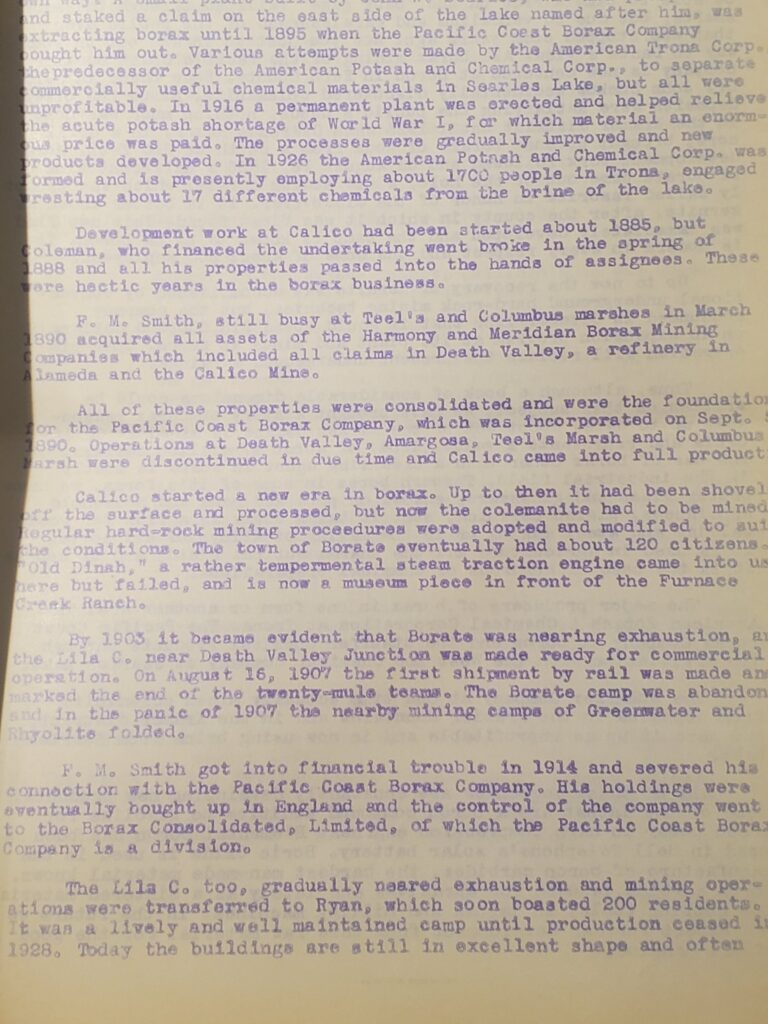 and staked a claim on the east side of the lake named after him, was
extracting borax until 1895 when the Pacific Coast Borax Company
bought him out. Various attempts were made by the American Trona Corp.
thepredecessor of the American Potash and Chemical Corp., to separate
commercially useful chemical materials in Searles Lake, but all were
unprofitable. In 1916 a permanent plant was erected and helped relieve
the acute potash shortage of World War I, for which material an enorm=
ous price was paid. The processes were gradually improved and new
products developed. In 1926 the American Potash and Chemical Corp. was
formed and is presently employing about 1700 people in Trona, engaged
wresting about 17 different chemicals from the brine of the lake.
Development work at Calico had been started about 1885, but
Coleman, who financed the undertaking went broke in the spring of
1888 and all his properties passed into the hands of assignees. These
were hectic years in the borax business.
F. M. Smith, still busy at Teel's and Columbus marshes in March
1890 acquired all assets of the Harmony and Meridian Borax Mining
Companies which included all claims in Death Valley, a refinery in
Alameda and the Calico Mine.
All of these properties were consolidated and were the foundation
for the Pacific Coast Borax Company, which was incorporated on Sept.
1890. Operations at Death Valley, Amargosa, Teel's Marsh and Columbus
Marsh were discontinued in due time and Calico came into full product
Calico started a new era in borax. Up to then it had been shovel
off the surface and processed, but now the colemanite had to be mined
Regular hard=rock mining proceedures were adopted and modified to sui
the conditions. The town of Borate eventually had about 120 citizens.
"Old Dinah," a rather tempermental steam traction engine came into us
here but failed, and is now a museum piece in front of the Furnace
Creek Ranch.
By 1903 it became evident that Borate was nearing exhaustion, an
the Lila C. near Death Valley Junction was made ready for commercial
operation. On August 16, 1907 the first shipment by rail was made and
marked the end of the twenty=mule teams. The Borate camp was abandon
and in the panic of 1907 the nearby mining camps of Greenwater and
Rhyolite folded.
F. M. Smith got into financial trouble in 1914 and severed his
connection with the Pacific Coast Borax Company. His holdings were
eventually bought up in England and the control of the company went
to the Borax Consolidated, Limited, of which the Pacific Coast Borax
Company is a division.
The Lila C. too, gradually neared exhaustion and mining oper=
ations were transferred to Ryan, which soon boasted 200 residents.
It was a lively and well maintained camp until production ceased in
1928. Today the buildings are still in excellent shape and often